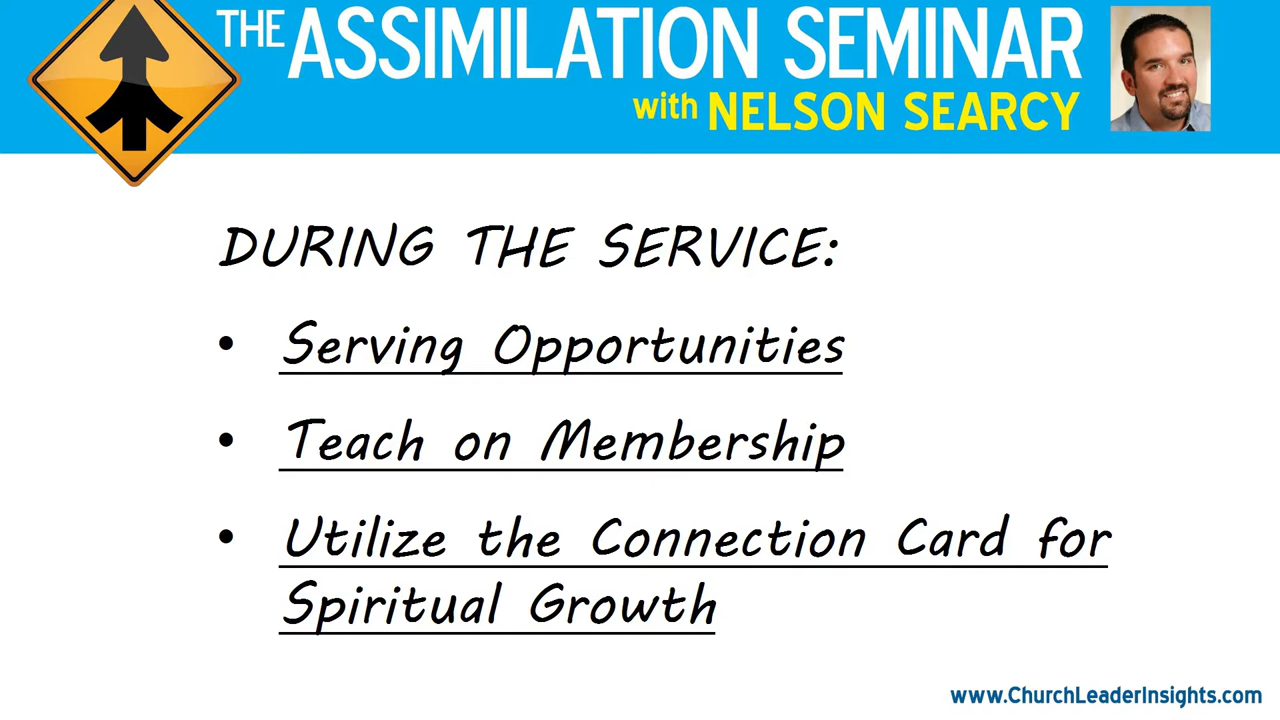 THE ASSIMILATION SEMINAR
with NELSON SEARCY
DURING THE SERVICE:
• Serving Opportunities
• Teach on Membership
• Utilize the Connection Card for
Spiritual Growth
www.ChurchLeaderInsights.com